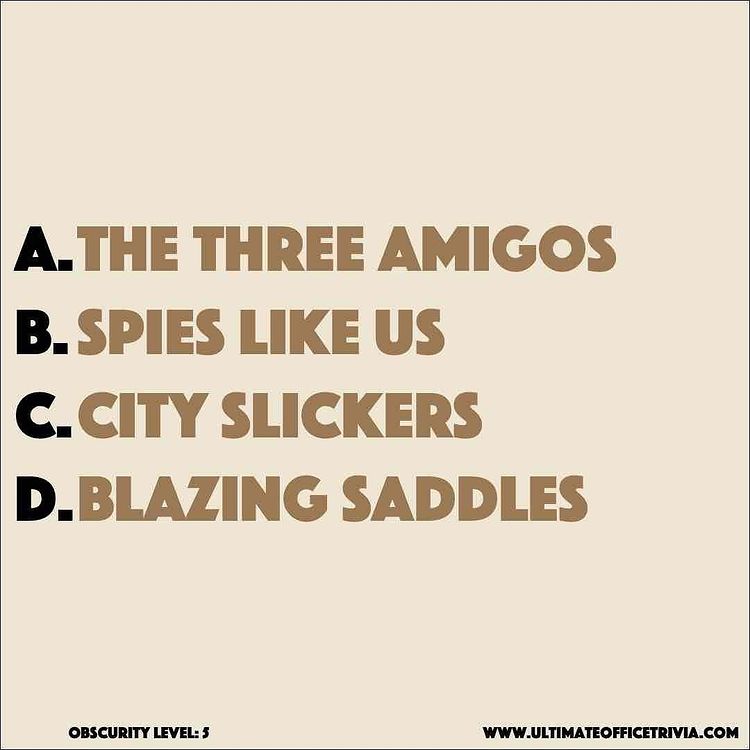 A. THE THREE AMIGOS
B. SPIES LIKE US
C. CITY SLICKERS
D. BLAZING SADDLES
OBSCURITY LEVEL: 5 WWW.ULTIMATEOFFICETRIVIA.COM